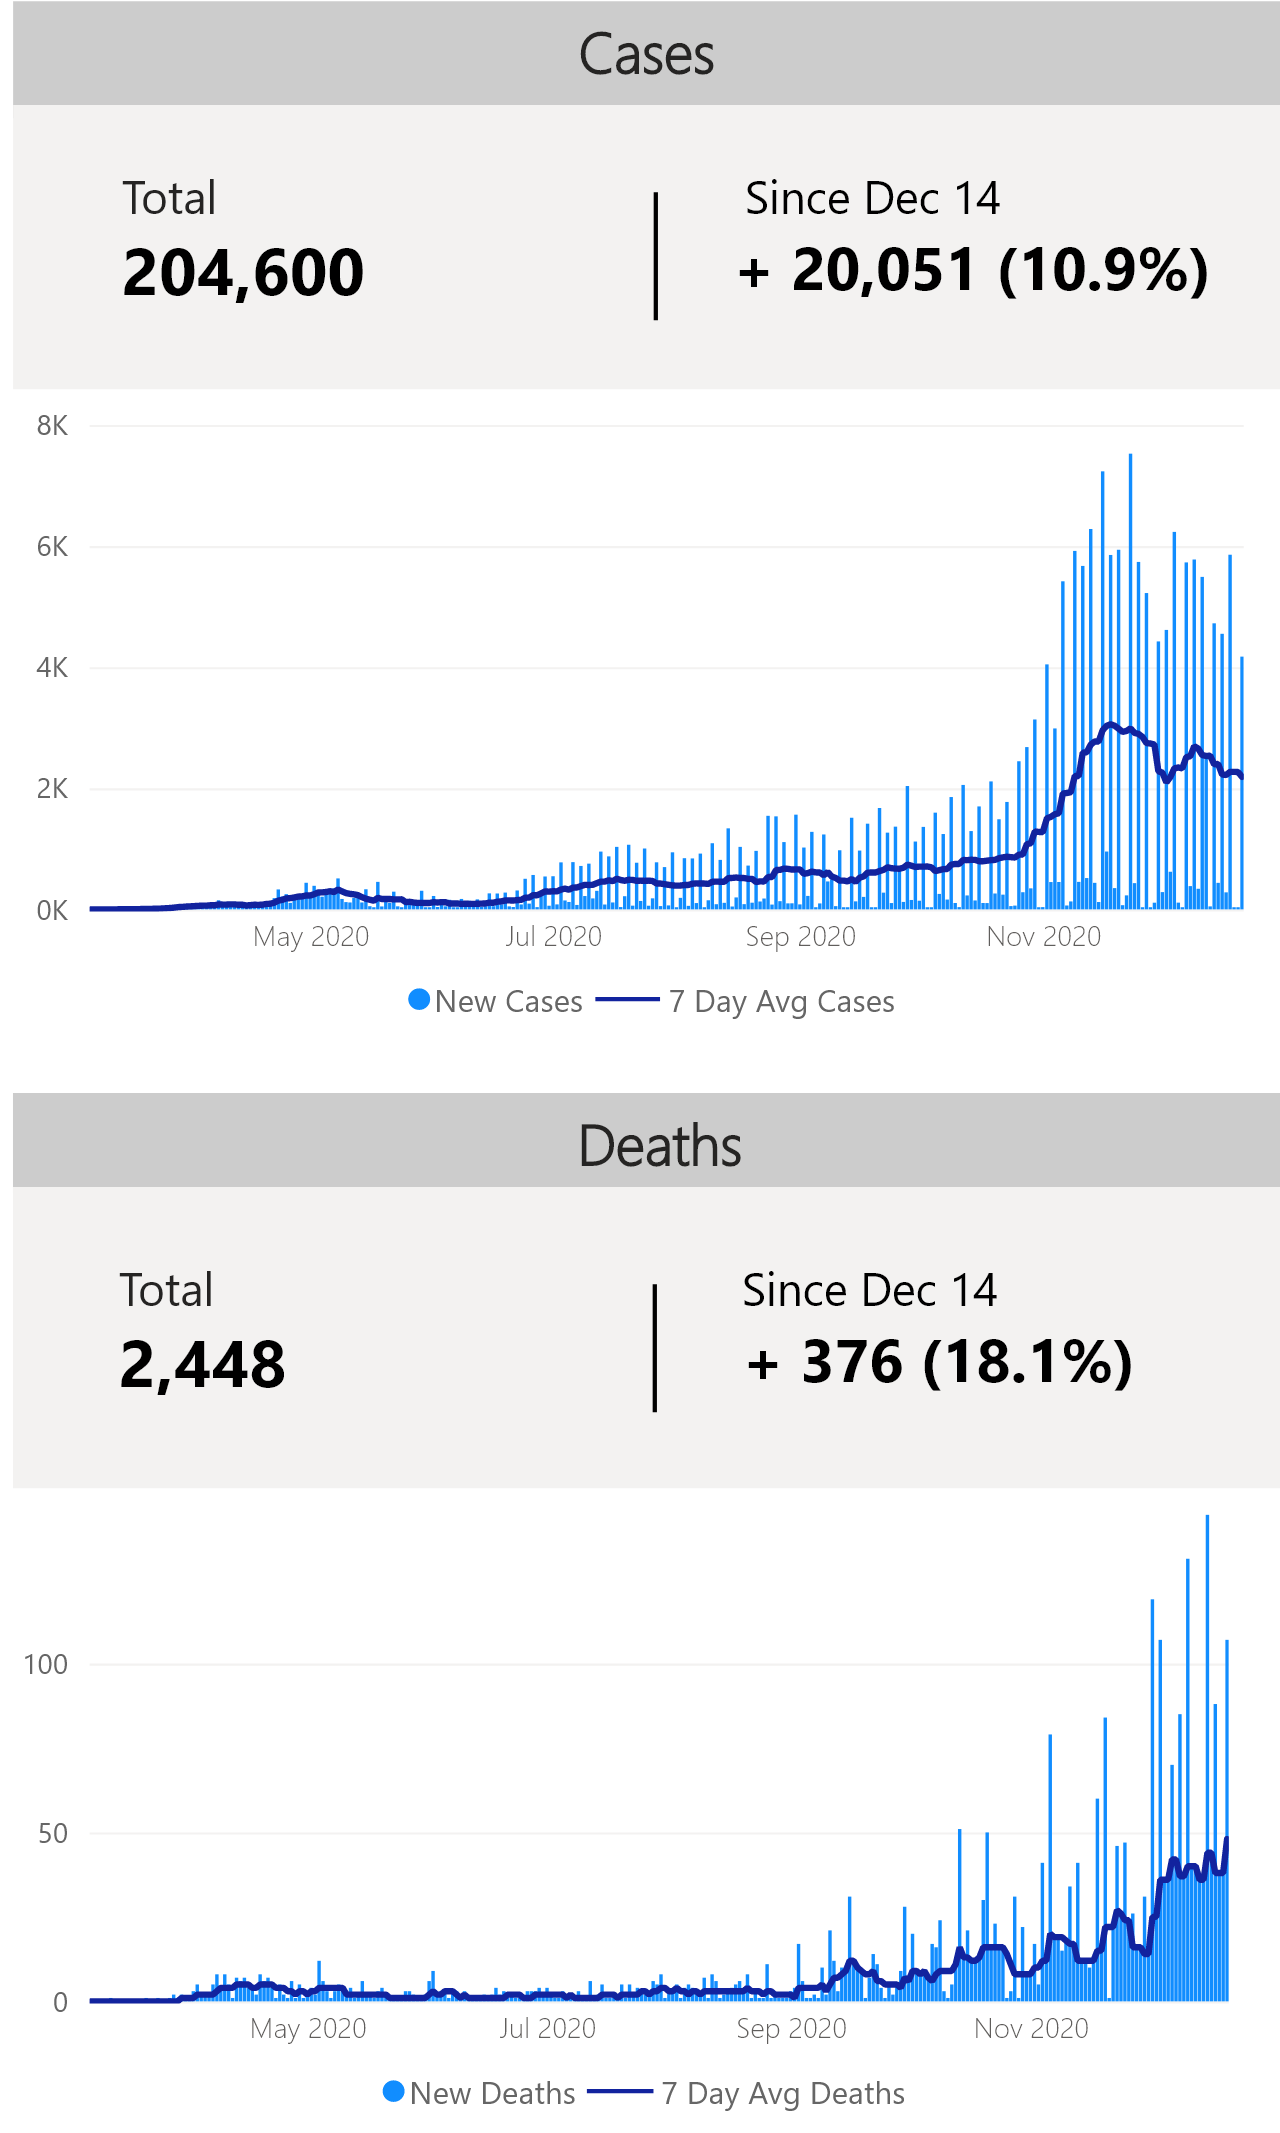 Cases
Total
Since Dec 14
204,600
+ 20,051 (10.9%)
8K
6K
4K
2K
0K
May 2020
Jul 2020
Sep 2020
Nov 2020
New Cases
7 Day Avg Cases
Deaths
Total
Since Dec 14
2,448
+ 376 (18.1%)
100
50
0
May 2020
Jul 2020
Sep 2020
Nov 2020
New Deaths
7 Day Avg Deaths